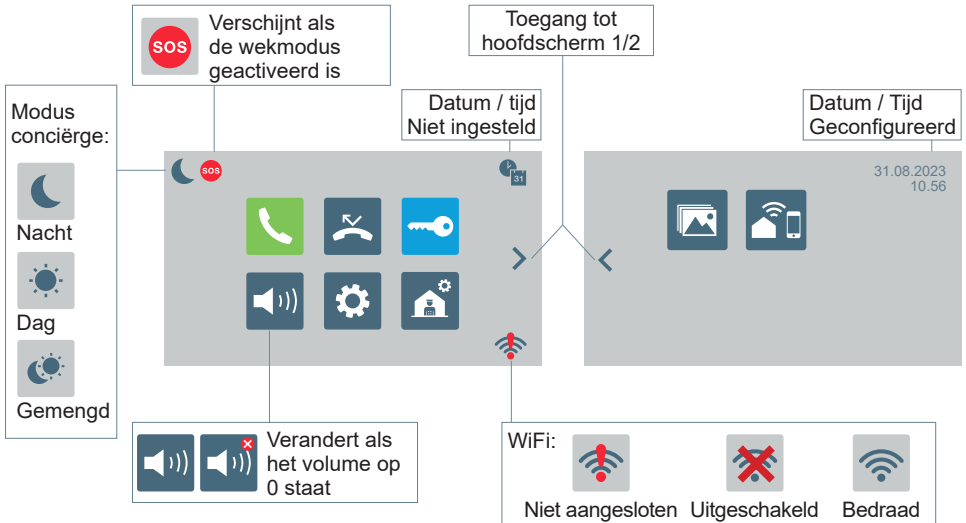 SOS
Verschijnt als
de wekmodus
geactiveerd is
Toegang tot
hoofdscherm 1/2
Modus
conciërge:
Nacht
Dag
Gemengd
Datum / tijd
Niet ingesteld
Datum / Tijd
Geconfigureerd
SOS
31
31.08.2023
10.56
Verandert als
het volume op
0 staat
WiFi:
Niet aangesloten
Uitgeschakeld
Bedraad